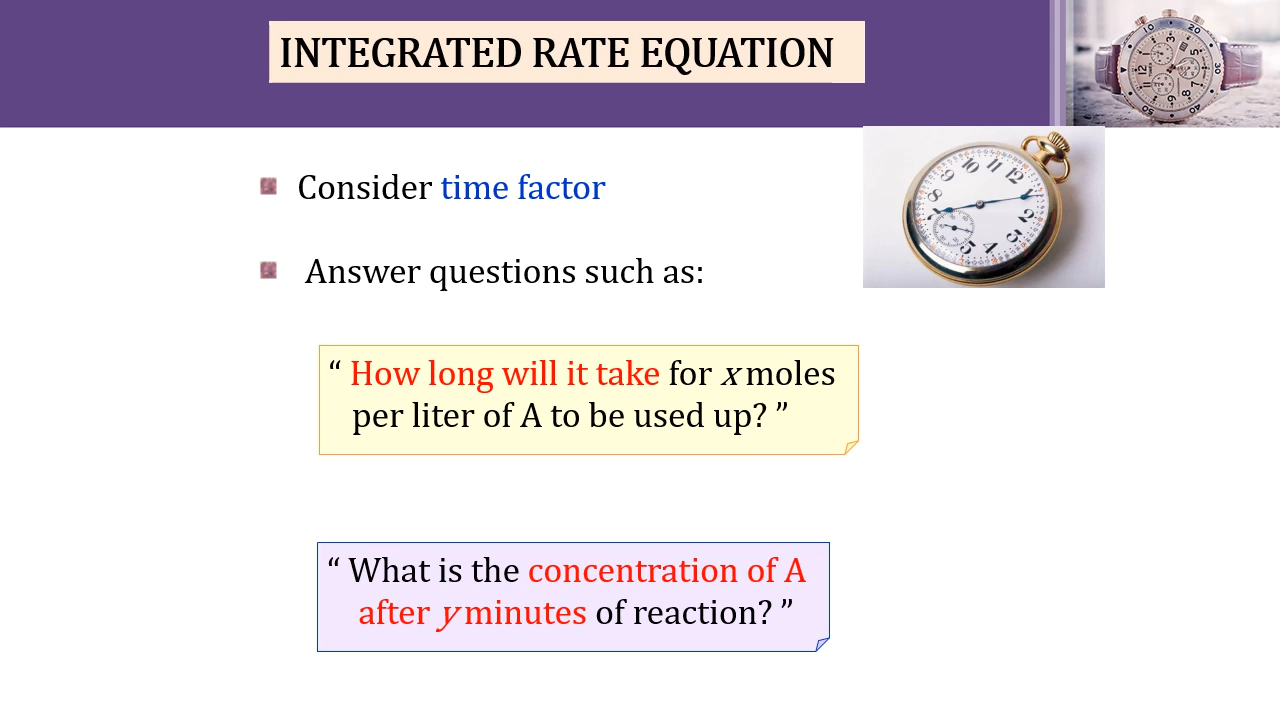 INTEGRATED RATE EQUATION
Consider time factor
Answer questions such as:
“ How long will it take for x moles
per liter of A to be used up? ”
“ What is the concentration of A
after y minutes of reaction? ”